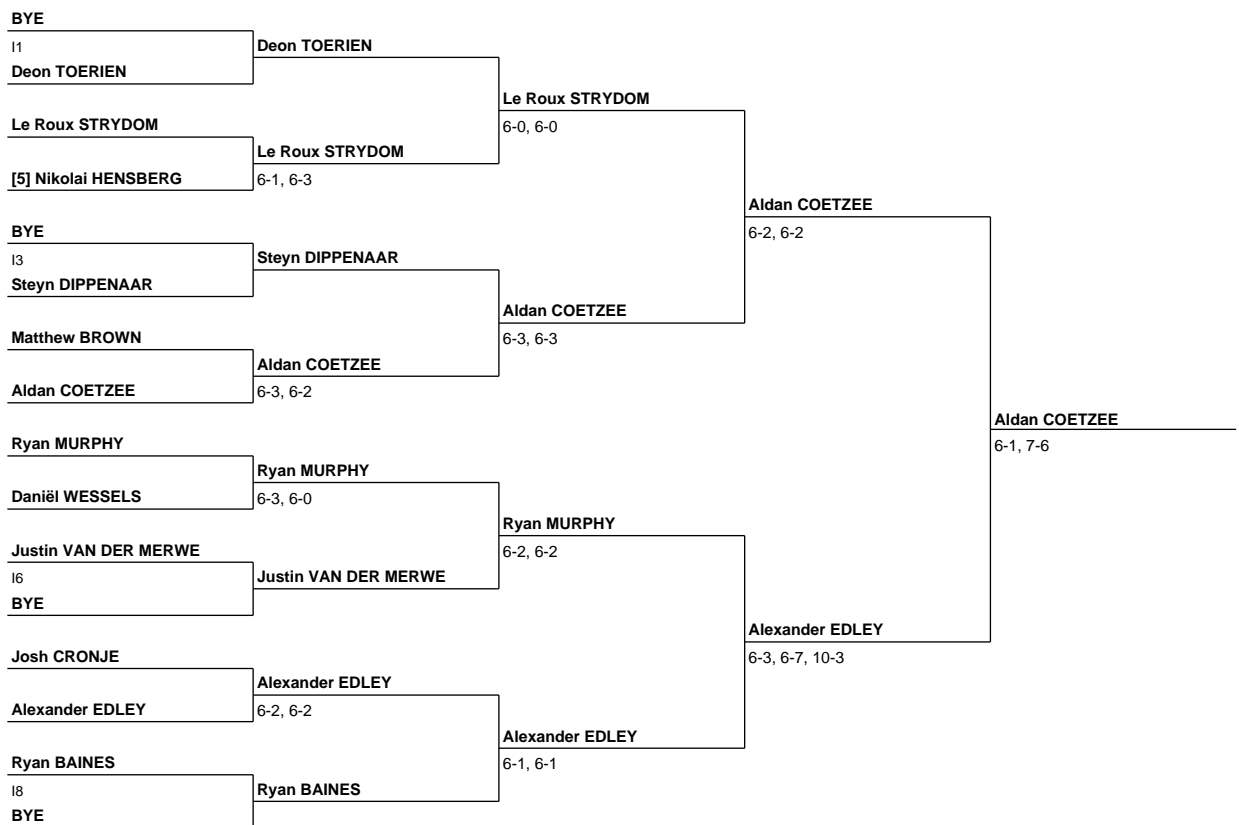 BYE
I1
Deon TOERIEN
Deon TOERIEN
Le Roux STRYDOM
6-0, 6-0
Le Roux STRYDOM
Le Roux STRYDOM
[5] Nikolai HENSBERG
6-1, 6-3
Aldan COETZEE
6-2, 6-2
BYE
I3
Steyn DIPPENAAR
Steyn DIPPENAAR
Aldan COETZEE
6-3, 6-3
Matthew BROWN
Aldan COETZEE
Aldan COETZEE
6-3, 6-2
Aldan COETZEE
6-1, 7-6
Ryan MURPHY
Ryan MURPHY
Daniël WESSELS
6-3, 6-0
Ryan MURPHY
6-2, 6-2
Justin VAN DER MERWE
I6
Justin VAN DER MERWE
BYE
Alexander EDLEY
6-3, 6-7, 10-3
Josh CRONJE
Alexander EDLEY
Alexander EDLEY
6-2, 6-2
Alexander EDLEY
6-1, 6-1
Ryan BAINES
I8
Ryan BAINES
BYE